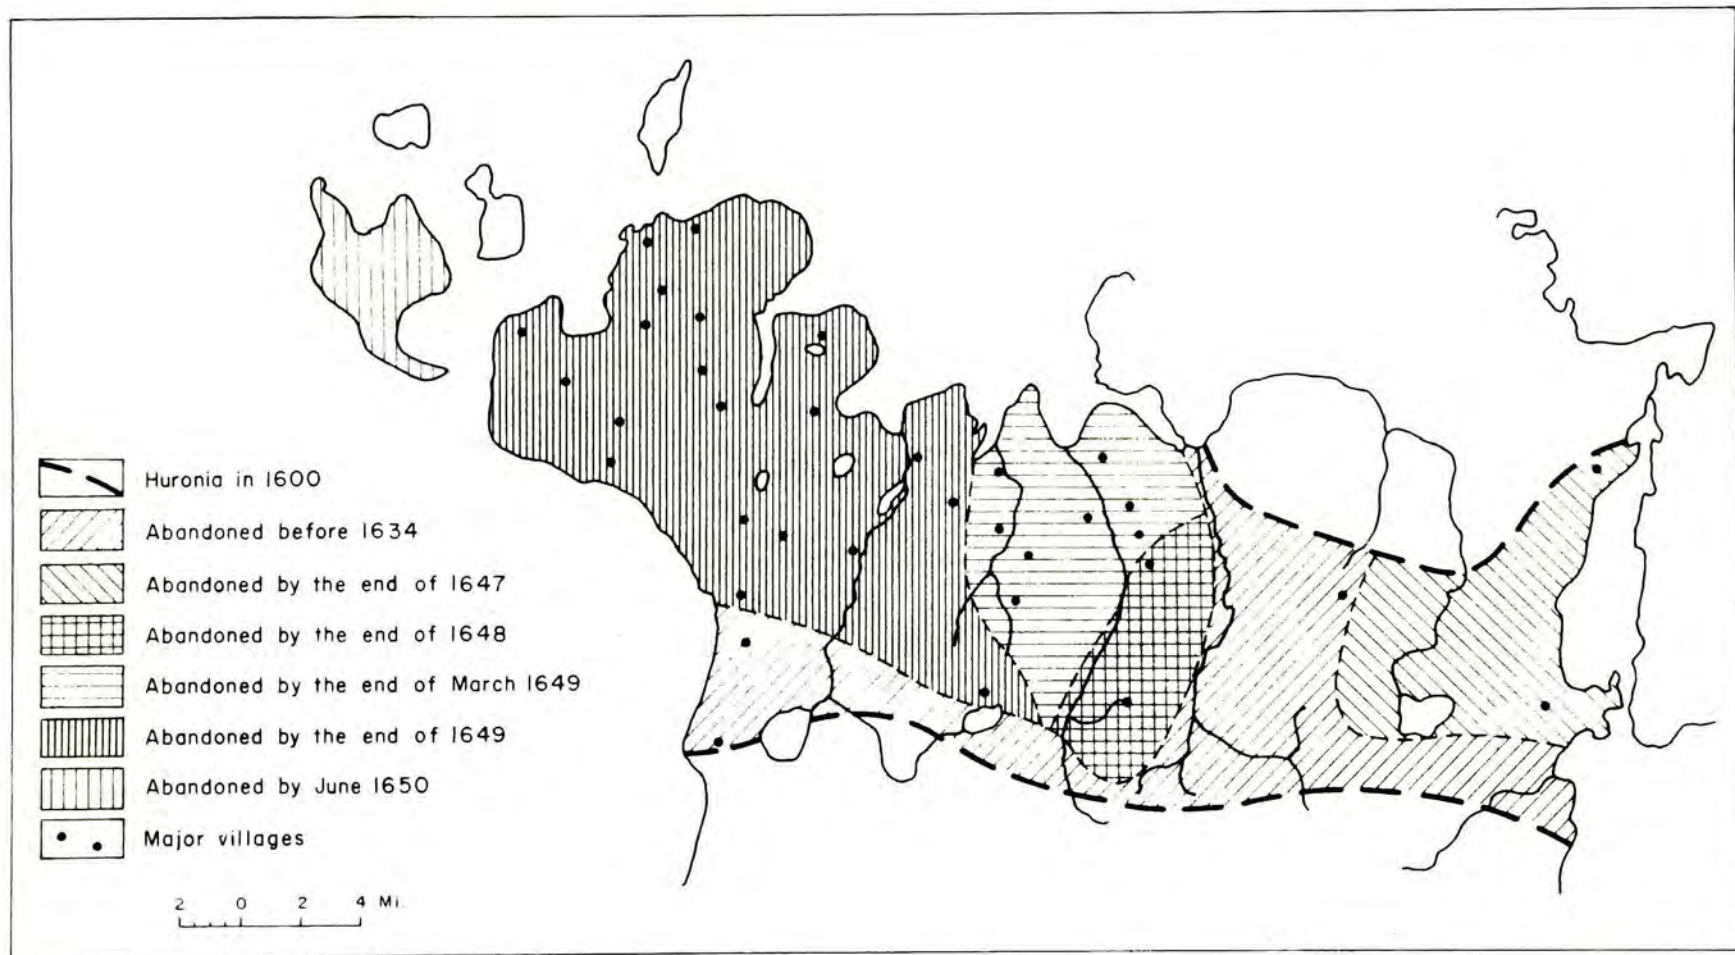 Huronia in 1600
Abandoned before 1634
Abandoned by the end of 1647
Abandoned by the end of 1648
Abandoned by the end of March 1649
Abandoned by the end of 1649
Abandoned by June 1650
Major villages
2 0 2 4 Mi.